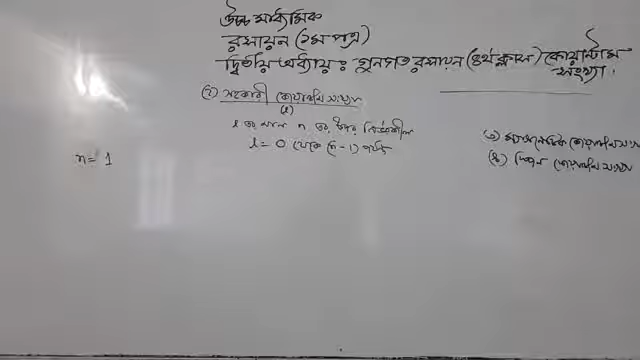 উচ্চ মাধ্যমিক
রসায়ন (১ম পত্র)
দ্বিতীয় অধ্যায়ঃ গুনগত রসায়ন (৪র্থ ক্লাস) কোয়ান্টাম সংখ্যা।
(২) সহকারী কোয়ান্টাম সংখ্যা
(l)
l এর মান n এর উপর নির্ভরশীল
l = 0 থেকে (n-1) পর্যন্ত
n = 1
(৩) ম্যাগনেটিক কোয়ান্টাম সংখ্যা
(৪) স্পিন কোয়ান্টাম সংখ্যা